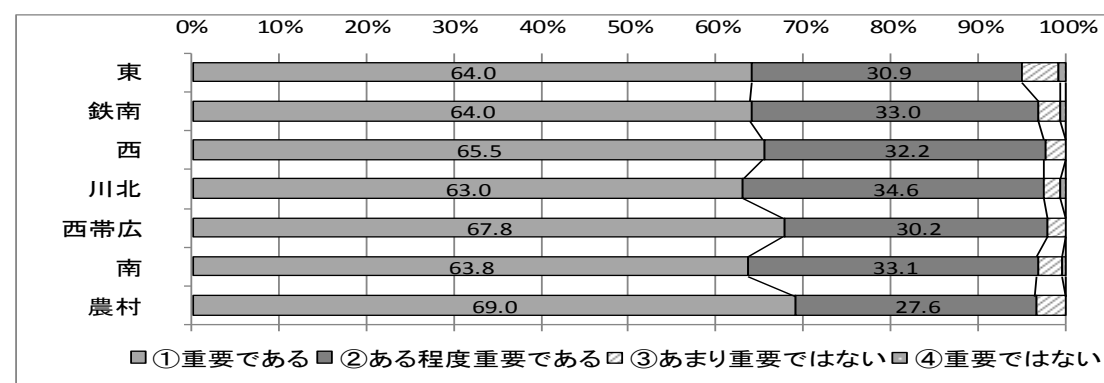 0% 10% 20% 30% 40% 50% 60% 70% 80% 90% 100%
東 64.0 30.9
鉄南 64.0 33.0
西 65.5 32.2
川北 63.0 34.6
西帯広 67.8 30.2
南 63.8 33.1
農村 69.0 27.6
①重要である ②ある程度重要である ③あまり重要ではない ④重要ではない